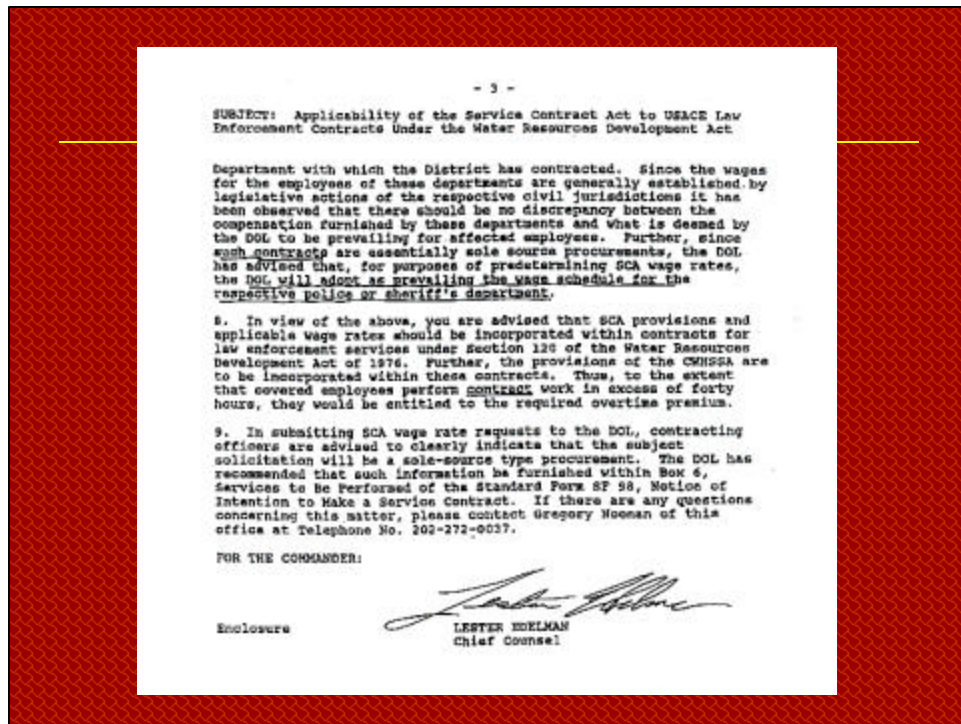 - 3 -
SUBJECT: Applicability of the Service Contract Act to USACE Law
Enforcement Contracts Under the Water Resources Development Act
Department with which the District has contracted. Since the wages
for the employees of these departments are generally established by
legislative actions of the respective civil jurisdictions it has
been observed that there should be no discrepancy between the
compensation furnished by these departments and what is deemed by
the DOL to be prevailing for affected employees. Further, since
such contracts are essentially sole source procurements, the DOL
has advised that, for purposes of predetermining SCA wage rates,
the DOL will adopt as prevailing the wage schedule for the
respective police or sheriff's department.
8. In view of the above, you are advised that SCA provisions and
applicable wage rates should be incorporated within contracts for
law enforcement services under Section 120 of the Water Resources
Development Act of 1976. Further, the provisions of the CWHSSA are
to be incorporated within these contracts. Thus, to the extent
that covered employees perform contract work in excess of forty
hours, they would be entitled to the required overtime premium.
9. In submitting SCA wage rate requests to the DOL, contracting
officers are advised to clearly indicate that the subject
solicitation will be a sole-source type procurement. The DOL has
recommended that such information be furnished within Box 6,
Services to Be Performed of the Standard Form SF 98, Notice of
Intention to Make a Service Contract. If there are any questions
concerning this matter, please contact Gregory Noonan of this
office at Telephone No. 202-272-0037.
FOR THE COMMANDER:
Lester Edelman
Enclosure LESTER EDELMAN
Chief Counsel